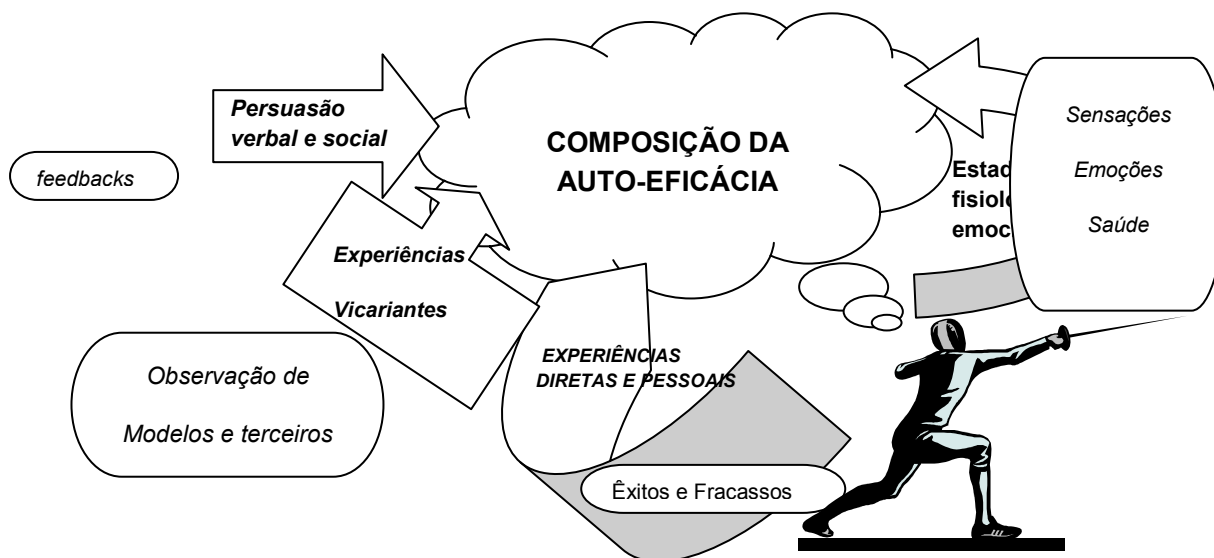 Persuasão
verbal e social
feedbacks
COMPOSIÇÃO DA
AUTO-EFICÁCIA
Sensações
Emoções
Saúde
Experiências
Vicariantes
Observação de
Modelos e terceiros
EXPERIÊNCIAS
DIRETAS E PESSOAIS
Êxitos e Fracassos